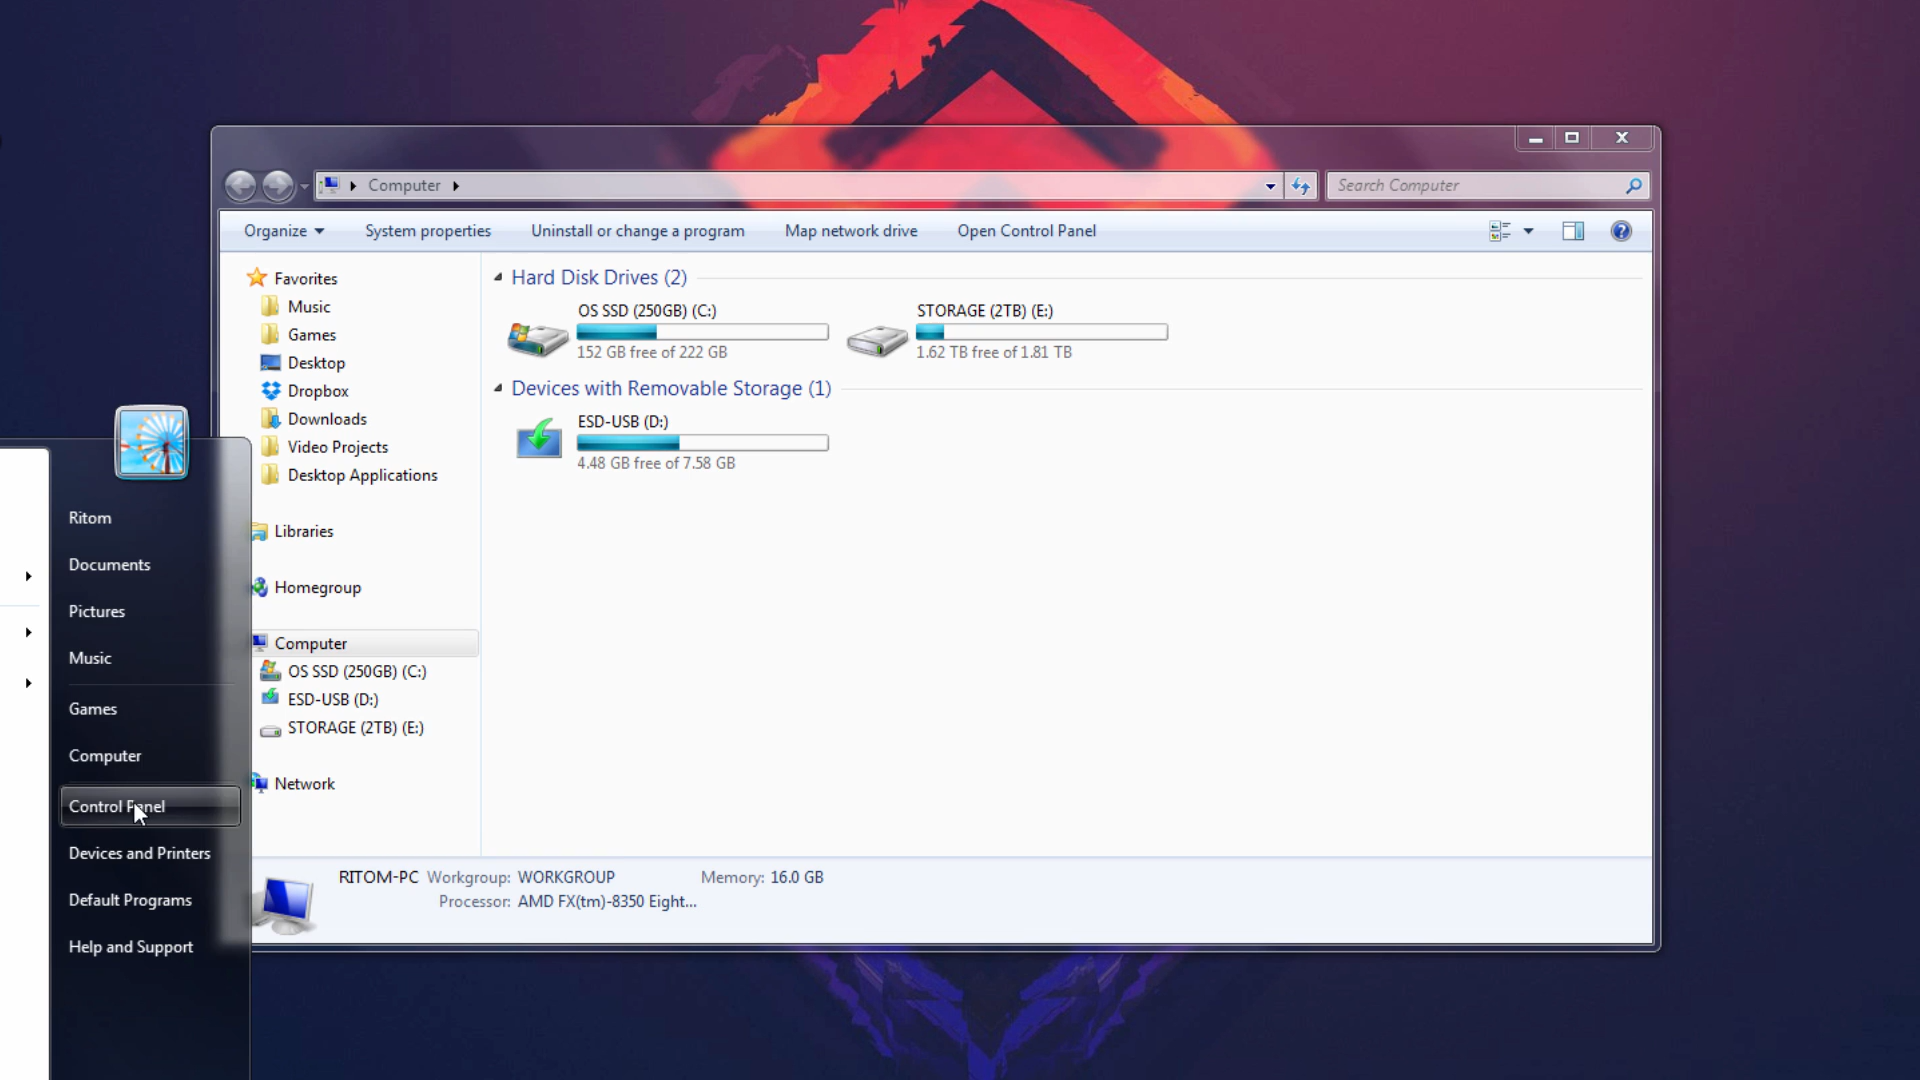 Computer
Search Computer
Organize
System properties
Uninstall or change a program
Map network drive
Open Control Panel
Favorites
Music
Games
Desktop
Dropbox
Downloads
Video Projects
Desktop Applications
Libraries
Homegroup
Computer
OS SSD (250GB) (C:)
ESD-USB (D:)
STORAGE (2TB) (E:)
Network
Hard Disk Drives (2)
OS SSD (250GB) (C:)
152 GB free of 222 GB
STORAGE (2TB) (E:)
1.62 TB free of 1.81 TB
Devices with Removable Storage (1)
ESD-USB (D:)
4.48 GB free of 7.58 GB
RITOM-PC Workgroup: WORKGROUP Memory: 16.0 GB
Processor: AMD FX(tm)-8350 Eight...
Ritom
Documents
Pictures
Music
Games
Computer
Control Panel
Devices and Printers
Default Programs
Help and Support